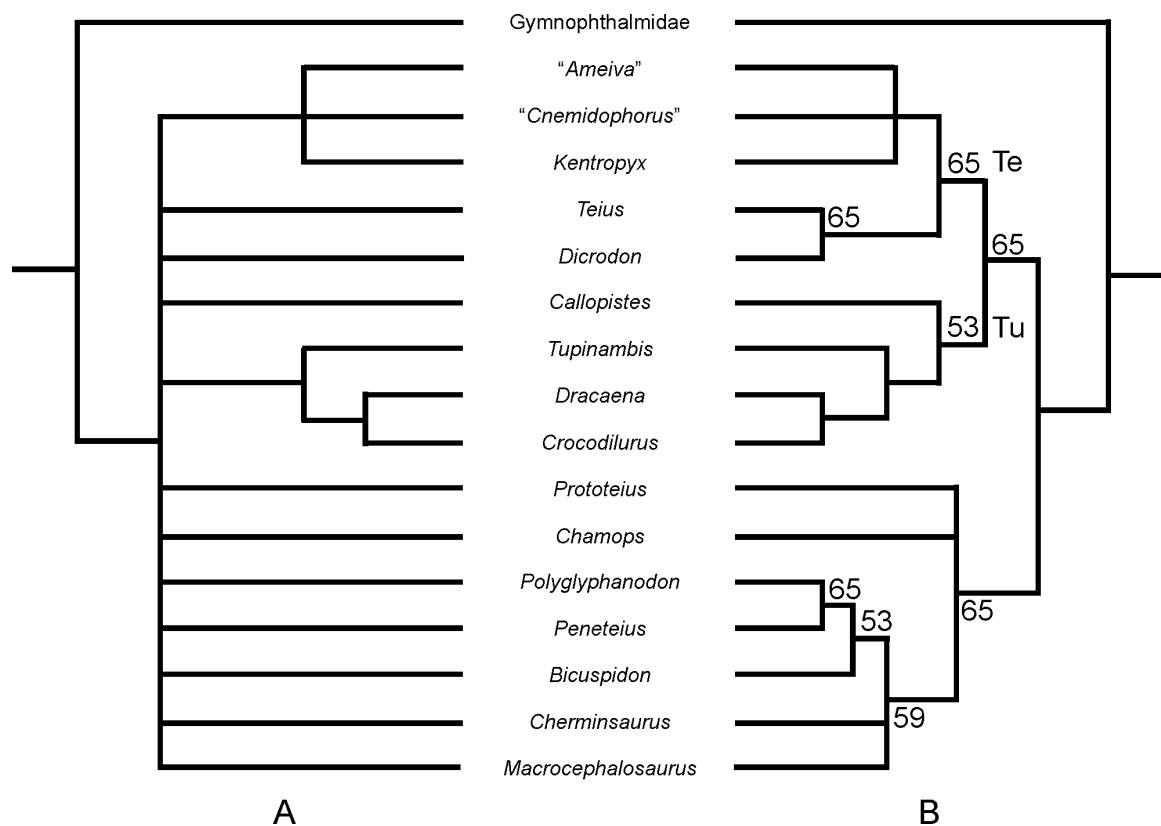 Gymnophthalmidae
“Ameiva”
“Cnemidophorus”
Kentropyx
65 Te
Teius
65
65
Dicrodon
Callopistes
53 Tu
Tupinambis
Dracaena
Crocodilurus
Prototeius
Chamops
Polyglyphanodon
65
65
Peneteius
53
Bicuspidon
Cherminsaurus
59
Macrocephalosaurus
A
B